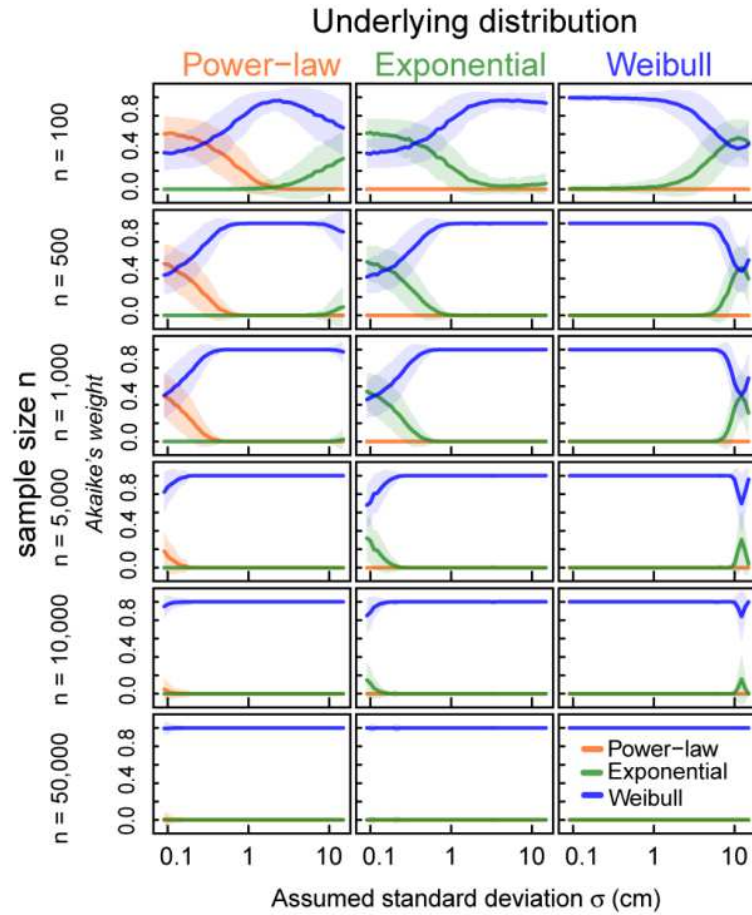 Underlying distribution
Power-law Exponential Weibull
sample size n
Akaike's weight
n = 100
0.0 0.4 0.8
n = 500
0.0 0.4 0.8
n = 1,000
0.0 0.4 0.8
n = 5,000
0.0 0.4 0.8
n = 10,000
0.0 0.4 0.8
n = 50,000
0.0 0.4 0.8
Power-law
Exponential
Weibull
0.1 1 10 0.1 1 10 0.1 1 10
Assumed standard deviation σ (cm)